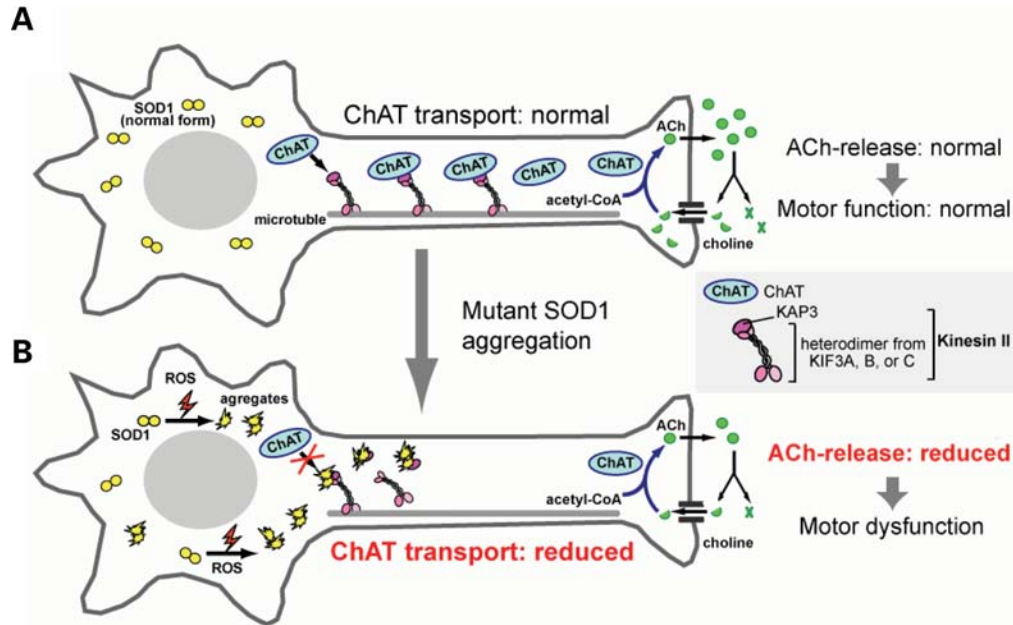 A
SOD1
(normal form)
ChAT transport: normal
ChAT
ChAT
ChAT
ChAT
ChAT
ACh
acetyl-CoA
microtuble
choline
ACh-release: normal
Motor function: normal
Mutant SOD1
aggregation
ChAT
ChAT
KAP3
heterodimer from
KIF3A, B, or C
Kinesin II
B
ROS
agregates
SOD1
ChAT
ROS
ChAT
ACh
acetyl-CoA
choline
ChAT transport: reduced
ACh-release: reduced
Motor dysfunction